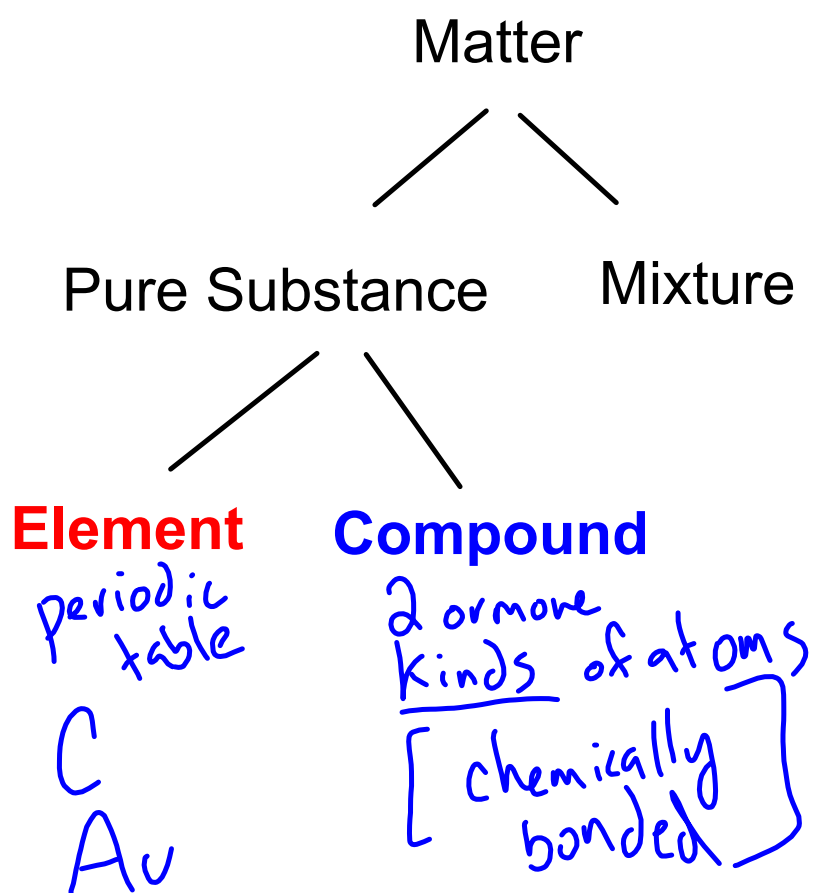 Matter
Pure Substance
Mixture
Element
periodic
table
C
Au
Compound
2 or more
kinds of atoms
[ chemically
bonded ]